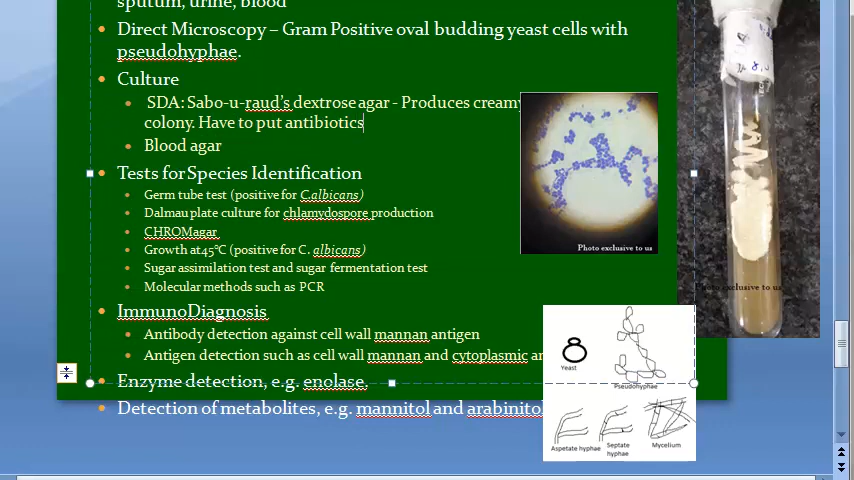 sputum, urine, blood
Direct Microscopy – Gram Positive oval budding yeast cells with
pseudohyphae.
Culture
SDA: Sabo-u-raud's dextrose agar - Produces creamy
colony. Have to put antibiotics
Blood agar
Tests for Species Identification
Germ tube test (positive for C.albicans)
Dalmau plate culture for chlamydospore production
CHROMagar
Growth at45°C (positive for C. albicans)
Sugar assimilation test and sugar fermentation test
Molecular methods such as PCR
ImmunoDiagnosis
Antibody detection against cell wall mannan antigen
Antigen detection such as cell wall mannan and cytoplasmic
Enzyme detection, e.g. enolase,
Detection of metabolites, e.g. mannitol and arabinitol
Photo exclusive to us
Photo exclusive to us
Yeast
Pseudohyphae
Aspetate hyphae
Septate
hyphae
Mycelium